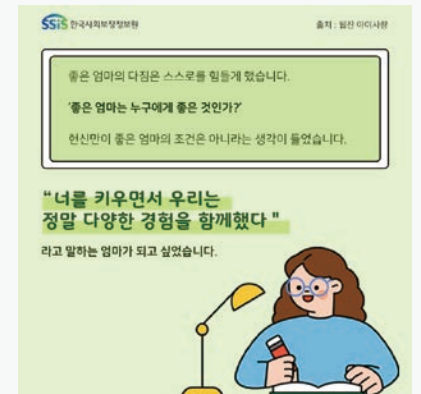 SSiS 한국사회보장정보원
출처 : 웹진 아이사랑
좋은 엄마의 다짐은 스스로를 힘들게 했습니다.
'좋은 엄마는 누구에게 좋은 것인가?'
헌신만이 좋은 엄마의 조건은 아니라는 생각이 들었습니다.
"너를 키우면서 우리는
정말 다양한 경험을 함께했다"
라고 말하는 엄마가 되고 싶었습니다.